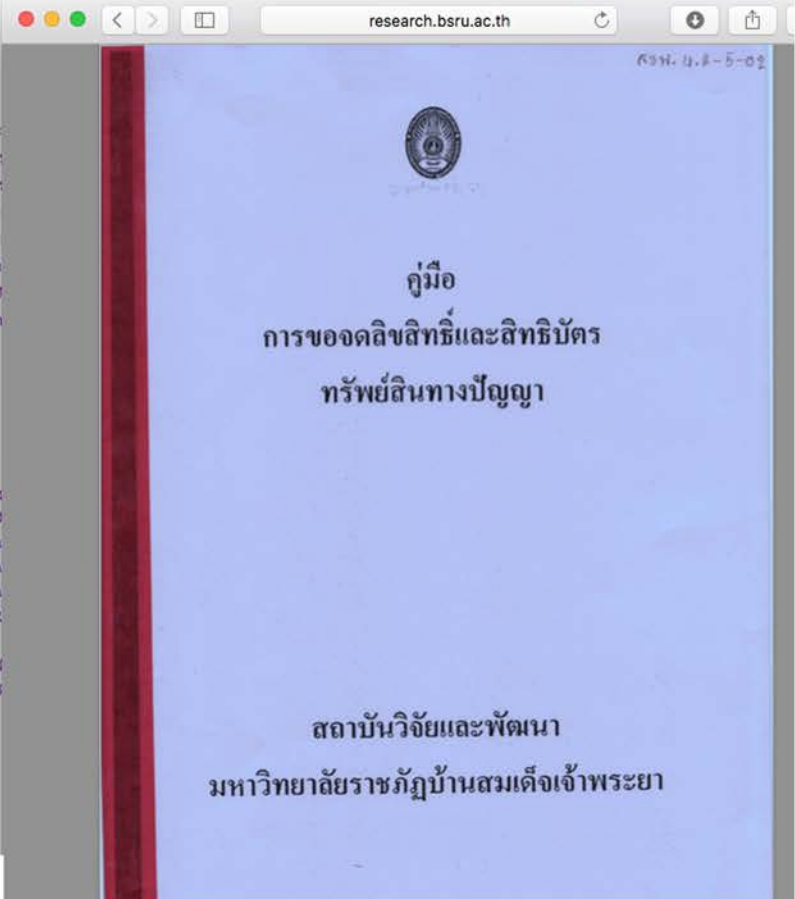 research.bsru.ac.th
คู่มือ
การขอจดลิขสิทธิ์และสิทธิบัตร
ทรัพย์สินทางปัญญา
สถาบันวิจัยและพัฒนา
มหาวิทยาลัยราชภัฏบ้านสมเด็จเจ้าพระยา